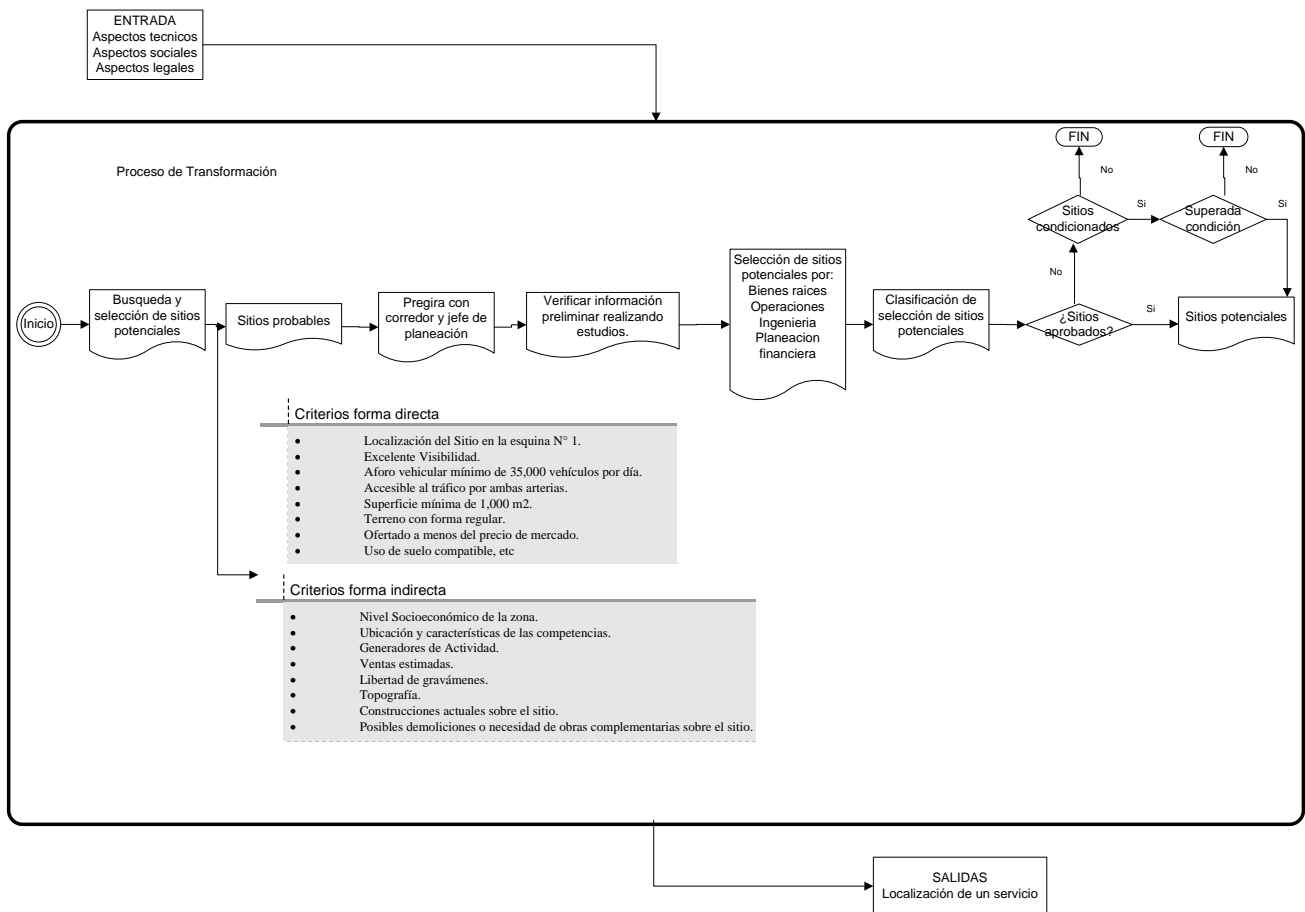 ENTRADA
Aspectos tecnicos
Aspectos sociales
Aspectos legales
Proceso de Transformación
FIN
FIN
No
No
Sitios
condicionados
Si
Superada
condición
Si
No
Inicio
Busqueda y
selección de sitios
potenciales
Sitios probables
Pregira con
corredor y jefe de
planeación
Verificar información
preliminar realizando
estudios.
Selección de sitios
potenciales por:
Bienes raices
Operaciones
Ingenieria
Planeacion
financiera
Clasificación de
selección de sitios
potenciales
¿Sitios
aprobados?
Si
Sitios potenciales
Criterios forma directa
• Localización del Sitio en la esquina N° 1.
• Excelente Visibilidad.
• Aforo vehicular mínimo de 35,000 vehículos por día.
• Accesible al tráfico por ambas arterias.
• Superficie mínima de 1,000 m2.
• Terreno con forma regular.
• Ofertado a menos del precio de mercado.
• Uso de suelo compatible, etc
Criterios forma indirecta
• Nivel Socioeconómico de la zona.
• Ubicación y características de las competencias.
• Generadores de Actividad.
• Ventas estimadas.
• Libertad de gravámenes.
• Topografía.
• Construcciones actuales sobre el sitio.
• Posibles demoliciones o necesidad de obras complementarias sobre el sitio.
SALIDAS
Localización de un servicio